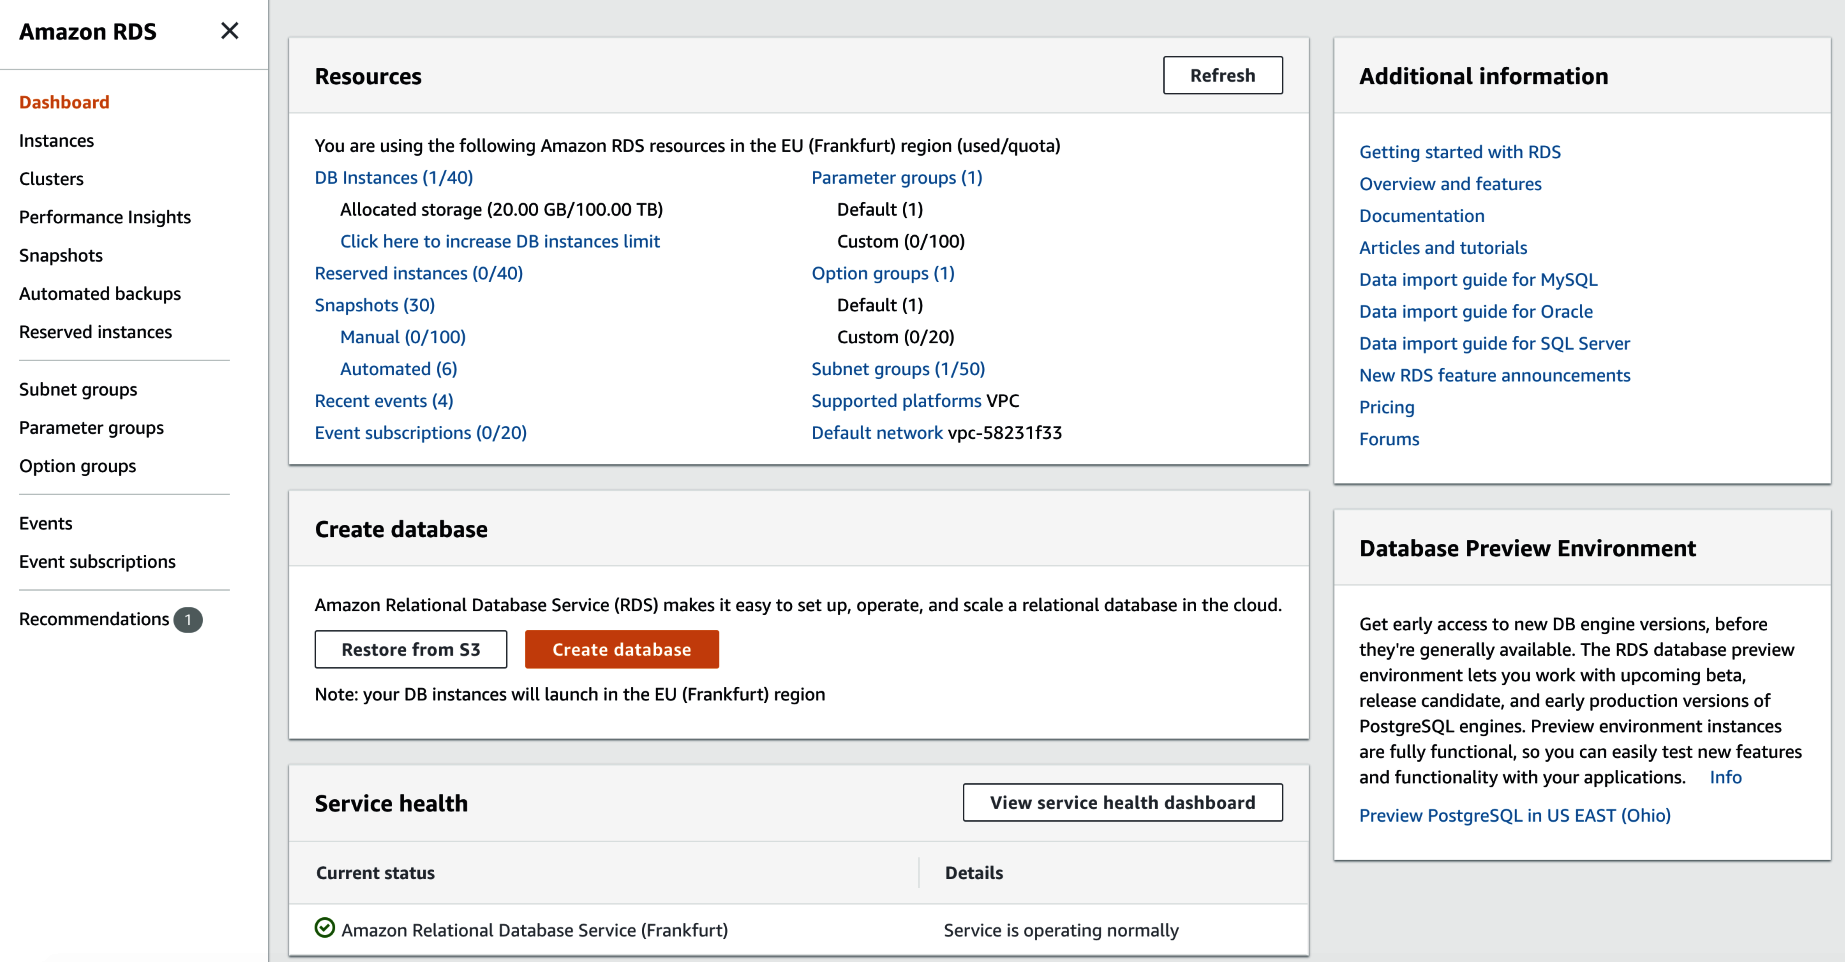 Amazon RDS
Dashboard
Instances
Clusters
Performance Insights
Snapshots
Automated backups
Reserved instances
Subnet groups
Parameter groups
Option groups
Events
Event subscriptions
Recommendations 1
Resources
Refresh
You are using the following Amazon RDS resources in the EU (Frankfurt) region (used/quota)
DB Instances (1/40)
Allocated storage (20.00 GB/100.00 TB)
Click here to increase DB instances limit
Reserved instances (0/40)
Snapshots (30)
Manual (0/100)
Automated (6)
Recent events (4)
Event subscriptions (0/20)
Parameter groups (1)
Default (1)
Custom (0/100)
Option groups (1)
Default (1)
Custom (0/20)
Subnet groups (1/50)
Supported platforms VPC
Default network vpc-58231f33
Create database
Amazon Relational Database Service (RDS) makes it easy to set up, operate, and scale a relational database in the cloud.
Restore from S3
Create database
Note: your DB instances will launch in the EU (Frankfurt) region
Service health
View service health dashboard
Current status
Details
Amazon Relational Database Service (Frankfurt)
Service is operating normally
Additional information
Getting started with RDS
Overview and features
Documentation
Articles and tutorials
Data import guide for MySQL
Data import guide for Oracle
Data import guide for SQL Server
New RDS feature announcements
Pricing
Forums
Database Preview Environment
Get early access to new DB engine versions, before
they're generally available. The RDS database preview
environment lets you work with upcoming beta,
release candidate, and early production versions of
PostgreSQL engines. Preview environment instances
are fully functional, so you can easily test new features
and functionality with your applications. Info
Preview PostgreSQL in US EAST (Ohio)